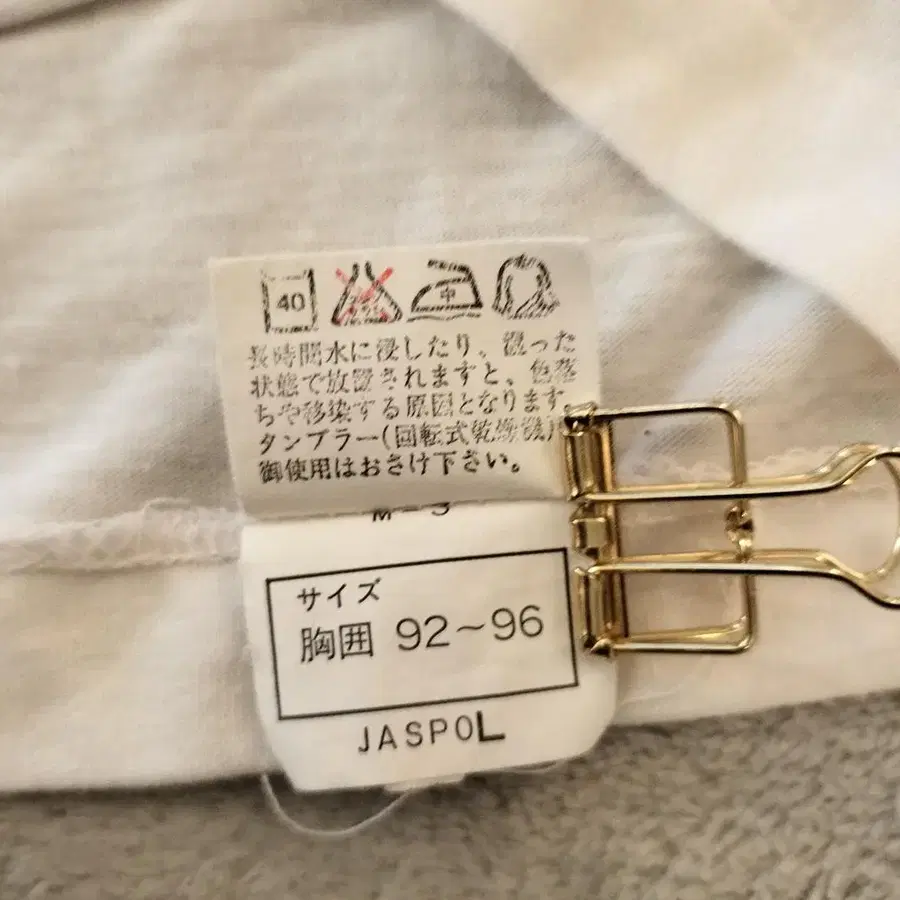 40
中
長時間水に浸したり、湿った
状態で放置されますと、色落
ちや移染する原因となります。
タンブラー(回転式乾燥機)
御使用はおさけ下さい。
サイズ
胸囲 92～96
JASPOL